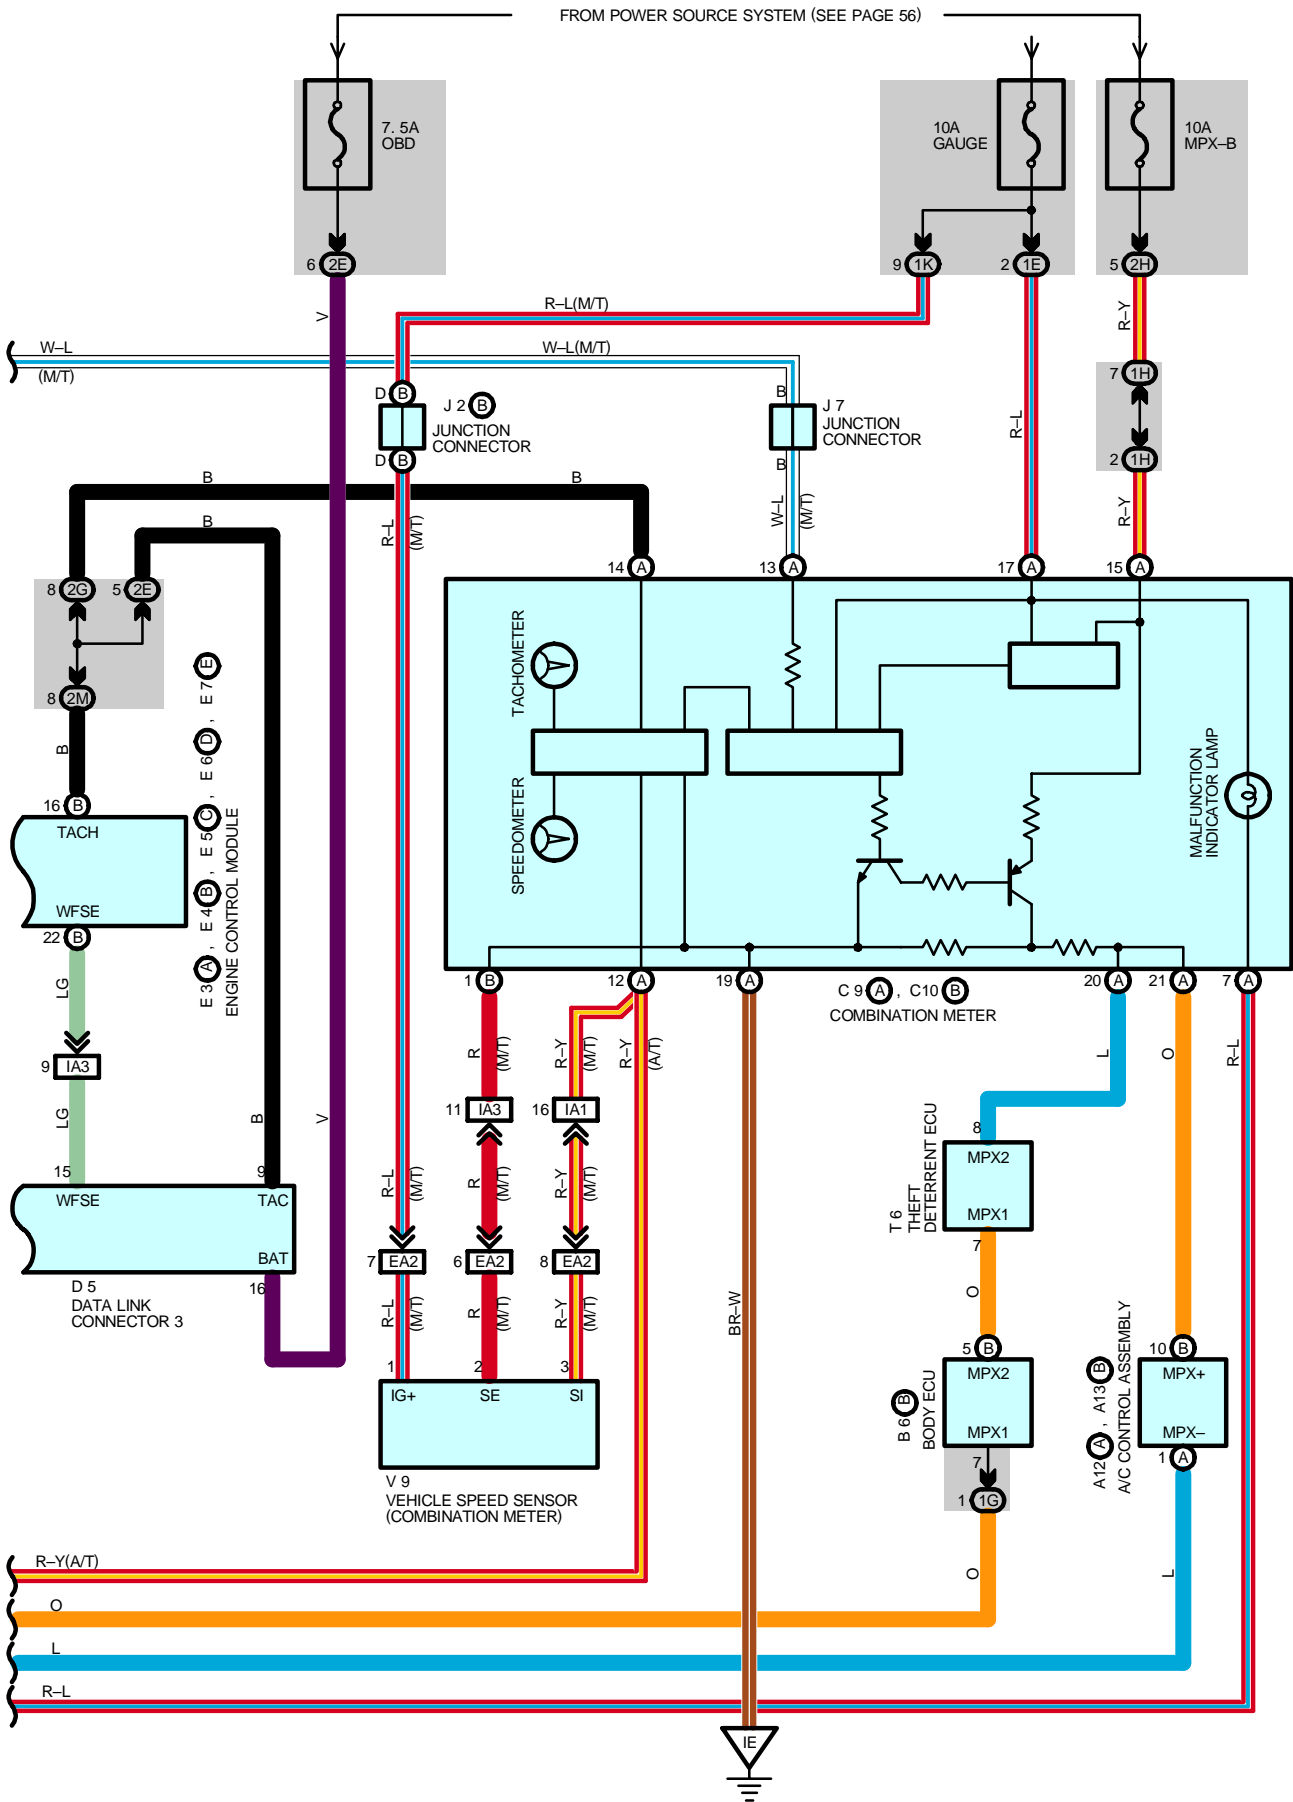 FROM POWER SOURCE SYSTEM (SEE PAGE 56)
7. 5A
OBD
10A
GAUGE
10A
MPX–B
6 2E
9 1K
2 1E
5 2H
V
R–L(M/T)
R–Y
W–L
(M/T)
W–L(M/T)
7 1H
D B
J 2 B
JUNCTION
CONNECTOR
D B
B
J 7
JUNCTION
CONNECTOR
B
R–L
2 1H
B
B
R–L
(M/T)
W–L
(M/T)
R–Y
B
8 2G
5 2E
14 A
13 A
17 A
15 A
8 2M
B
TACHOMETER
SPEEDOMETER
MALFUNCTION
INDICATOR LAMP
16 B
TACH
WFSE
22 B
E 3 A , E 4 B , E 5 C , E 6 D , E 7 E
ENGINE CONTROL MODULE
1 B
12 A
19 A
C 9 A , C10 B
COMBINATION METER
20 A
21 A
7 A
LG
9 IA3
LG
R
(M/T)
R–Y
(M/T)
R–Y
(A/T)
L
O
R–L
11 IA3
16 IA1
B
V
15
WFSE
9
TAC
BAT
16
D 5
DATA LINK
CONNECTOR 3
R–L
(M/T)
R
(M/T)
R–Y
(M/T)
7 EA2
6 EA2
8 EA2
R–L
(M/T)
R
(M/T)
R–Y
(M/T)
1
IG+
2
SE
3
SI
V 9
VEHICLE SPEED SENSOR
(COMBINATION METER)
BR–W
8
MPX2
MPX1
7
T 6
THEFT
DETERRENT ECU
O
5 B
MPX2
MPX1
7
B 6 B
BODY ECU
1 1G
10 B
MPX+
MPX–
1 A
A12 A , A13 B
A/C CONTROL ASSEMBLY
O
L
R–Y(A/T)
O
L
R–L
IE